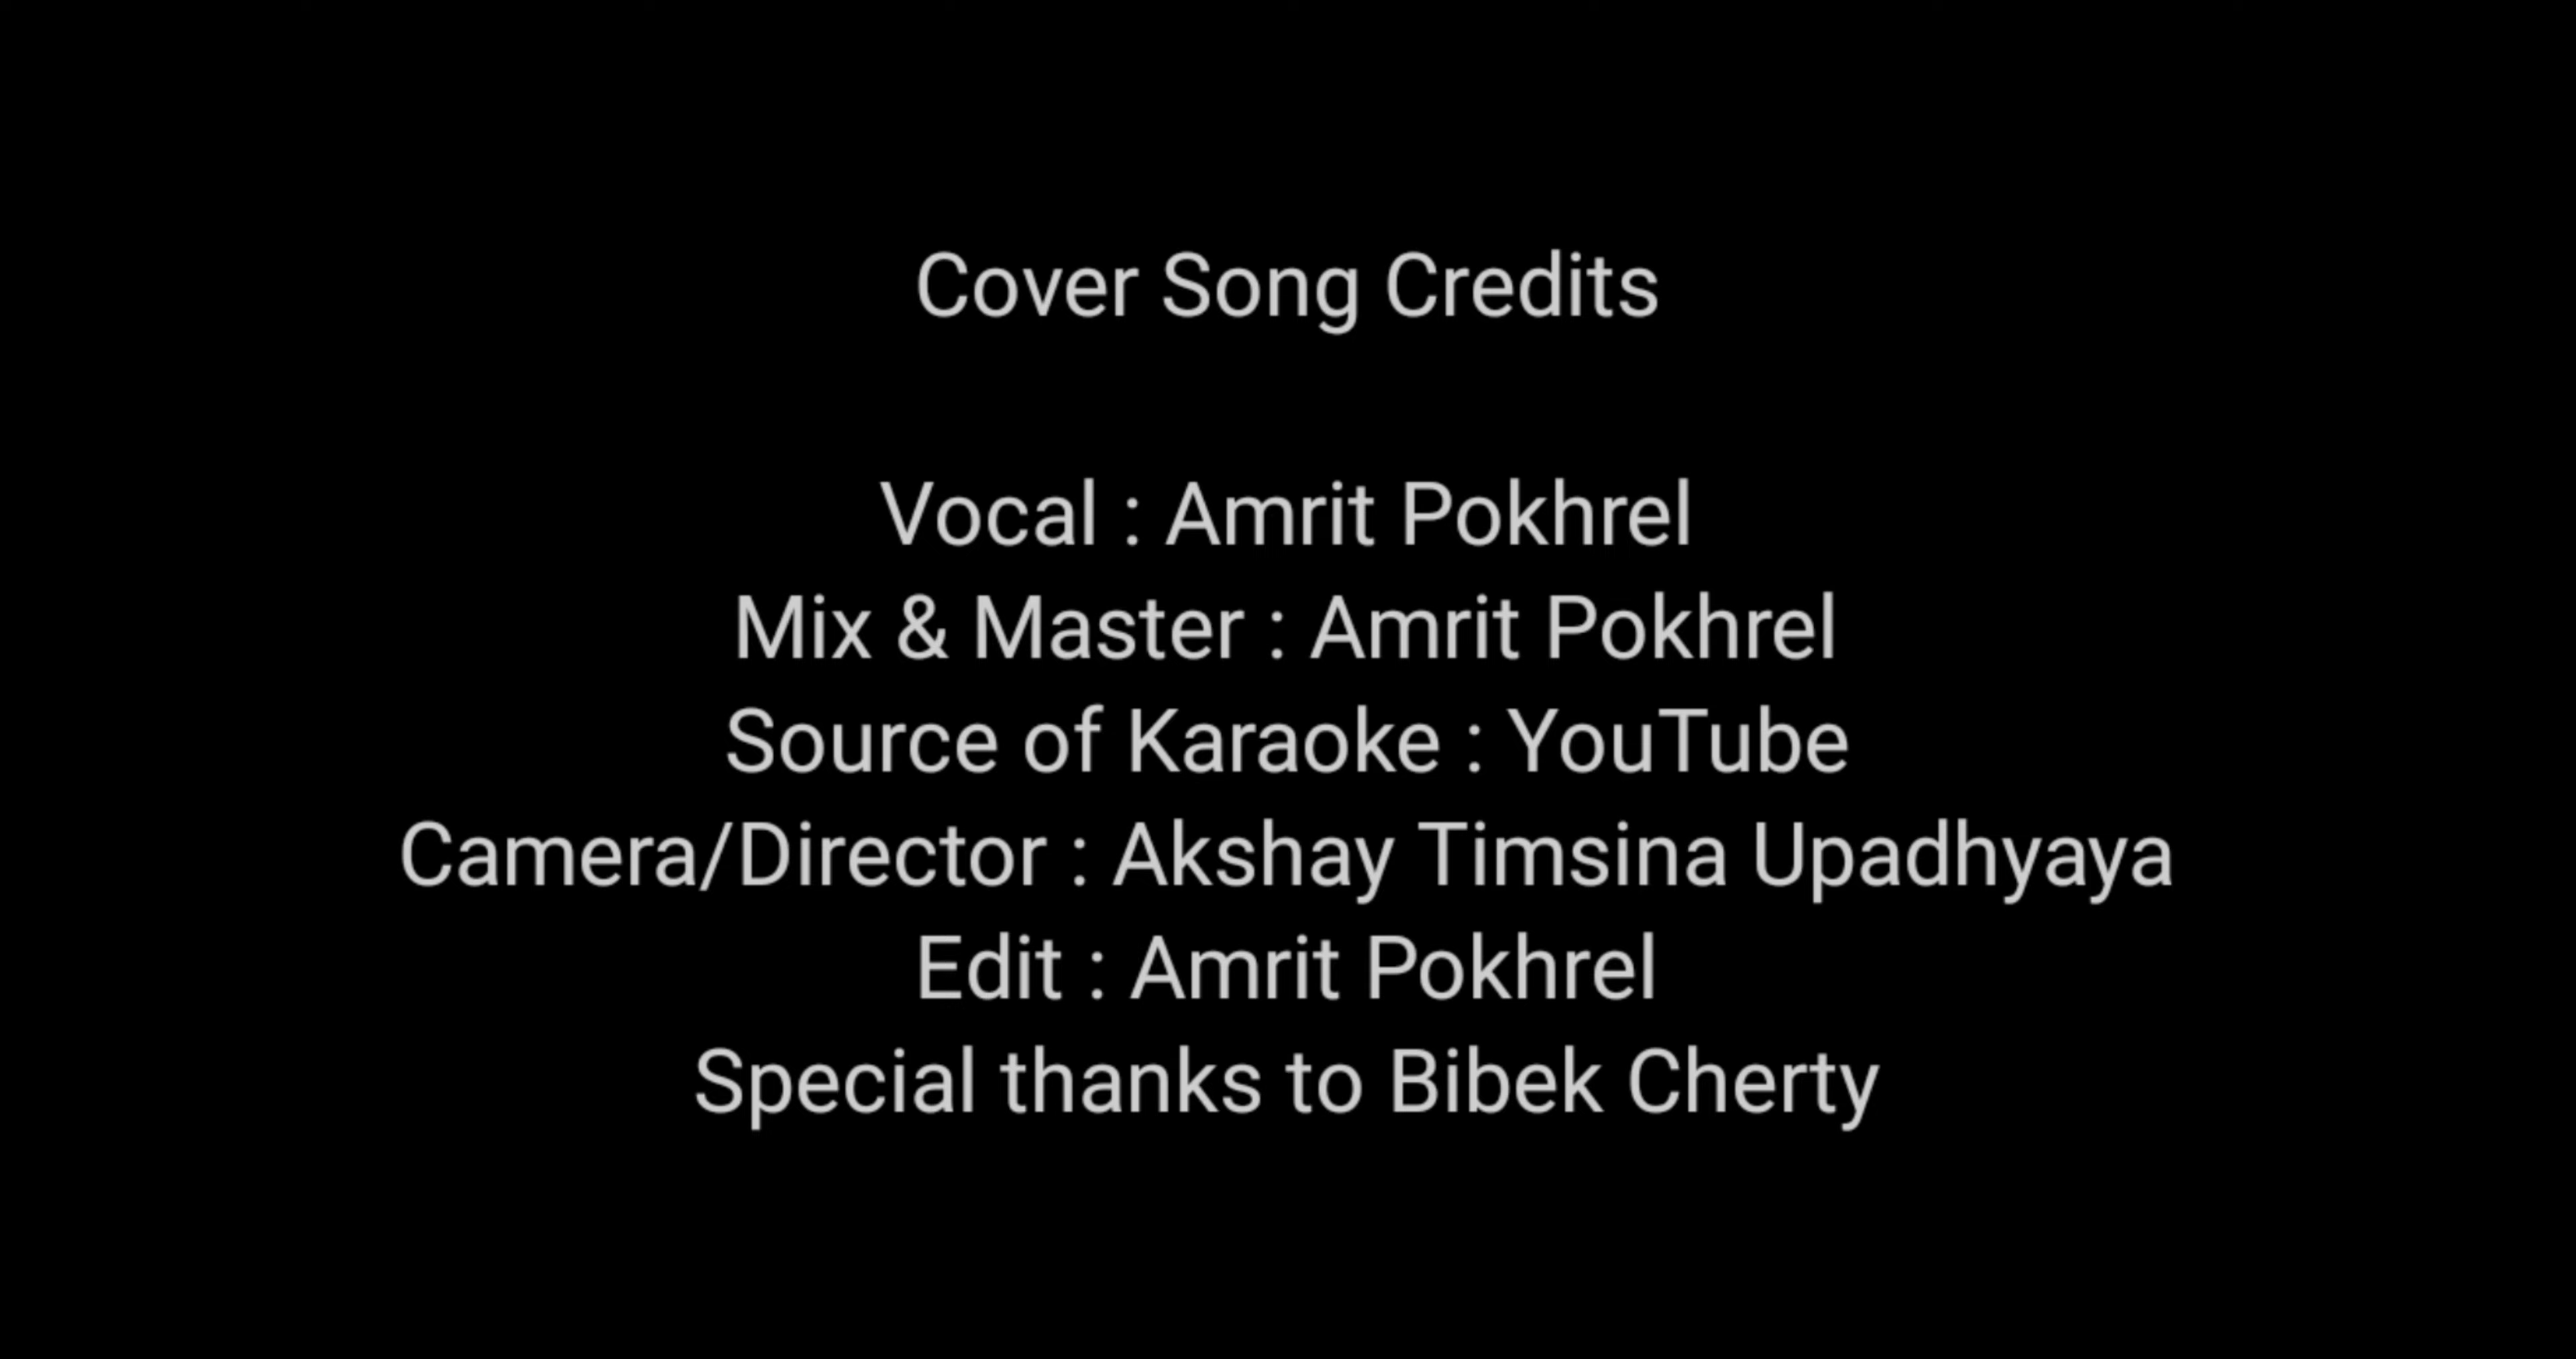 Cover Song Credits
Vocal : Amrit Pokhrel
Mix & Master : Amrit Pokhrel
Source of Karaoke : YouTube
Camera/Director : Akshay Timsina Upadhyaya
Edit : Amrit Pokhrel
Special thanks to Bibek Cherty